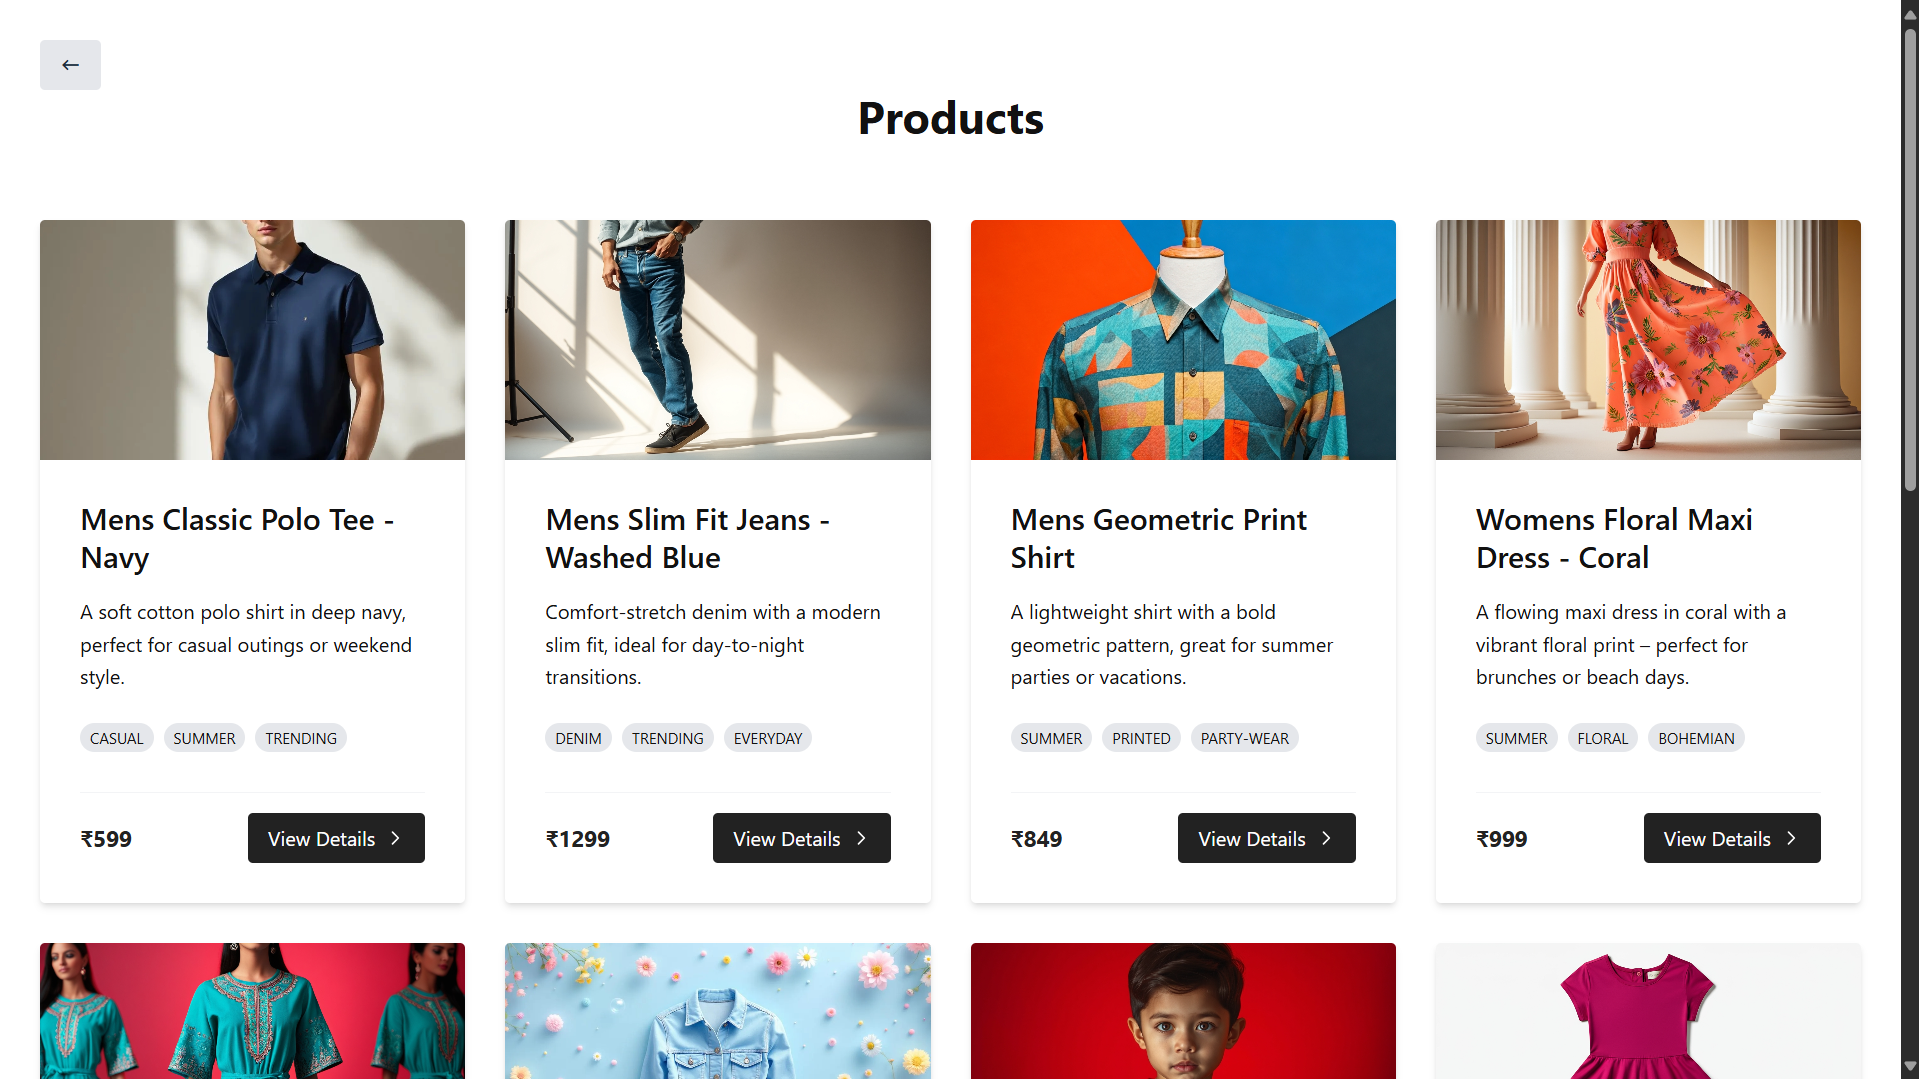 Products
Mens Classic Polo Tee -
Navy
A soft cotton polo shirt in deep navy,
perfect for casual outings or weekend
style.
CASUAL SUMMER TRENDING
₹599 View Details
Mens Slim Fit Jeans -
Washed Blue
Comfort-stretch denim with a modern
slim fit, ideal for day-to-night
transitions.
DENIM TRENDING EVERYDAY
₹1299 View Details
Mens Geometric Print
Shirt
A lightweight shirt with a bold
geometric pattern, great for summer
parties or vacations.
SUMMER PRINTED PARTY-WEAR
₹849 View Details
Womens Floral Maxi
Dress - Coral
A flowing maxi dress in coral with a
vibrant floral print – perfect for
brunches or beach days.
SUMMER FLORAL BOHEMIAN
₹999 View Details